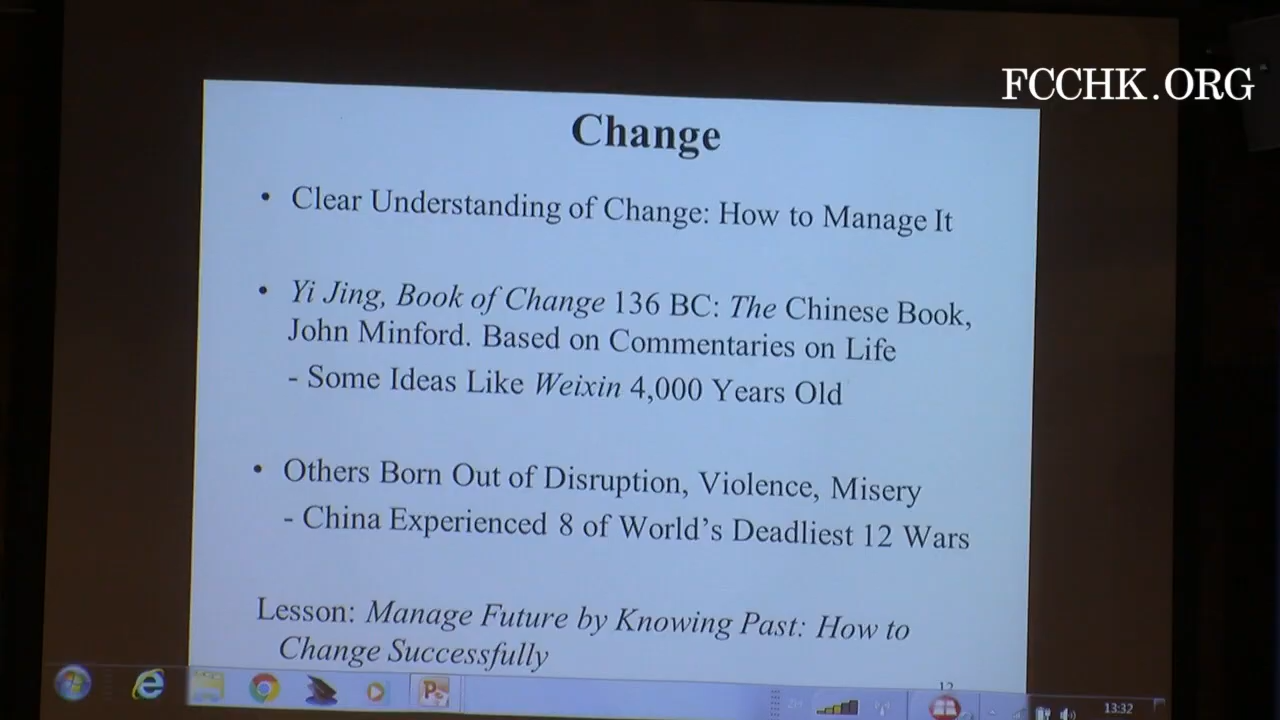 FCCHK.ORG
Change
• Clear Understanding of Change: How to Manage It
• Yi Jing, Book of Change 136 BC: The Chinese Book,
John Minford. Based on Commentaries on Life
- Some Ideas Like Weixin 4,000 Years Old
• Others Born Out of Disruption, Violence, Misery
- China Experienced 8 of World's Deadliest 12 Wars
Lesson: Manage Future by Knowing Past: How to
Change Successfully
13:32